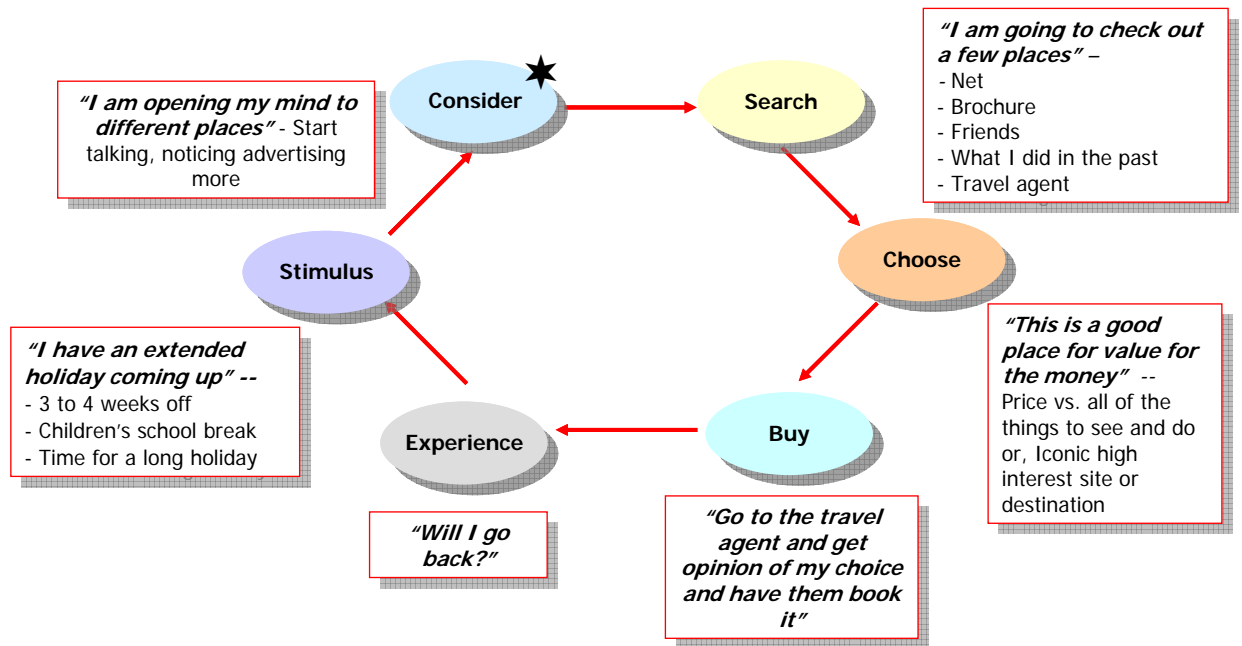 Consider
Search
Choose
Buy
Experience
Stimulus
“I am opening my mind to
different places” - Start
talking, noticing advertising
more
“I am going to check out
a few places” –
- Net
- Brochure
- Friends
- What I did in the past
- Travel agent
“This is a good
place for value for
the money” --
Price vs. all of the
things to see and do
or, Iconic high
interest site or
destination
“Go to the travel
agent and get
opinion of my choice
and have them book
it”
“Will I go
back?”
“I have an extended
holiday coming up” --
- 3 to 4 weeks off
- Children’s school break
- Time for a long holiday